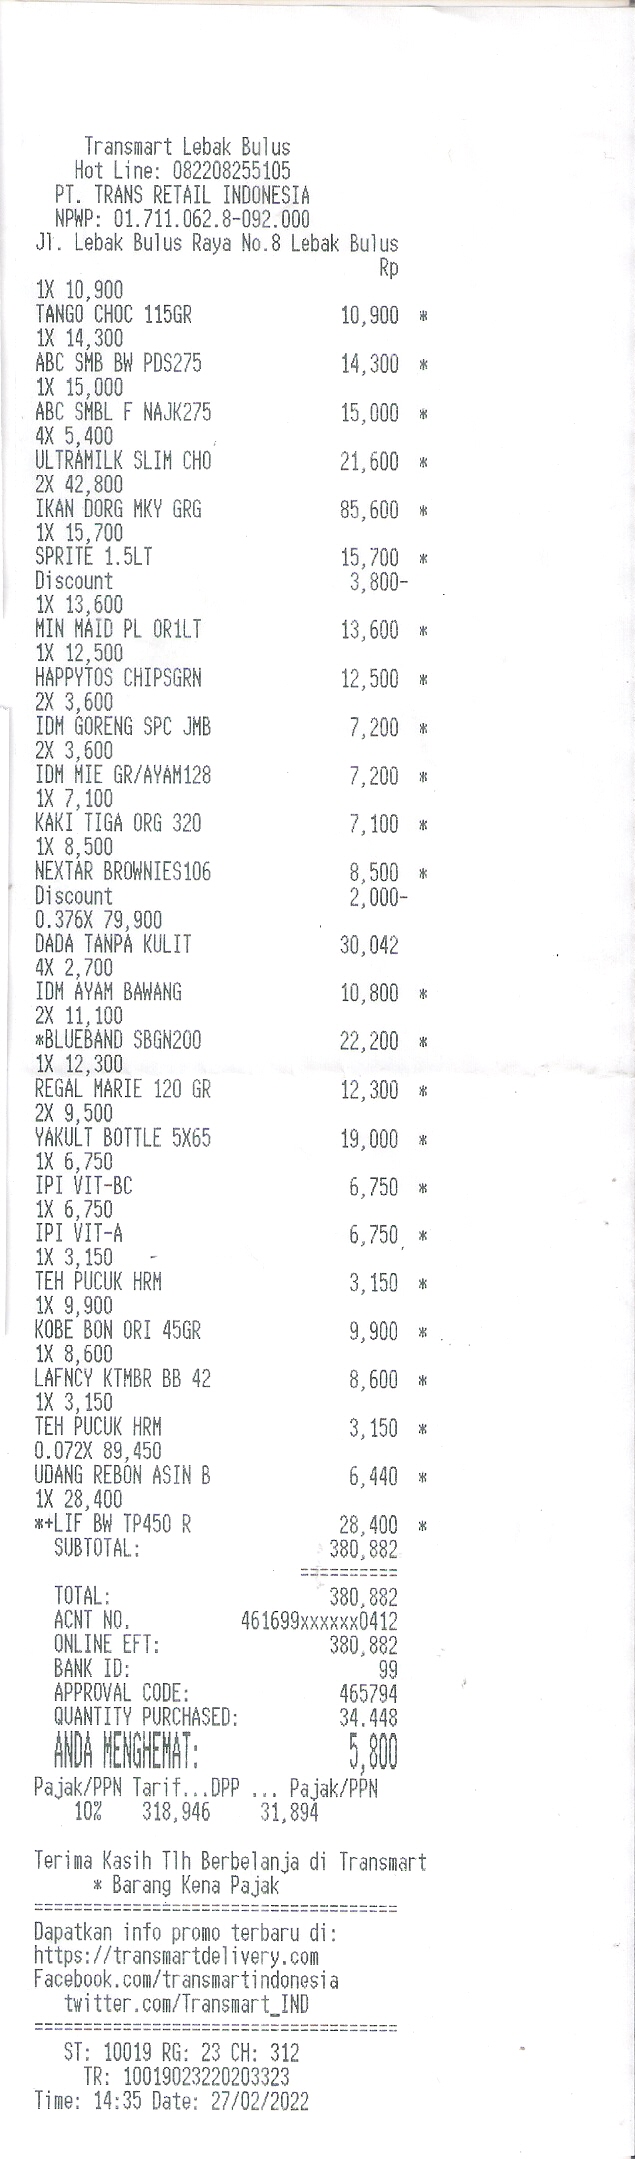 Transmart Lebak Bulus
Hot Line: 082208255105
PT. TRANS RETAIL INDONESIA
NPWP: 01.711.062.8-092.000
Jl. Lebak Bulus Raya No.8 Lebak Bulus
Rp
1X 10,900
TANGO CHOC 115GR 10,900 *
1X 14,300
ABC SMB BW PDS275 14,300 *
1X 15,000
ABC SMBL F NAJK275 15,000 *
4X 5,400
ULTRAMILK SLIM CHO 21,600 *
2X 42,800
IKAN DORG MKY GRG 85,600 *
1X 15,700
SPRITE 1.5LT 15,700 *
Discount 3,800-
1X 13,600
MIN MAID PL OR1LT 13,600 *
1X 12,500
HAPPYTOS CHIPSGRN 12,500 *
2X 3,600
IDM GORENG SPC JMB 7,200 *
2X 3,600
IDM MIE GR/AYAM128 7,200 *
1X 7,100
KAKI TIGA ORG 320 7,100 *
1X 8,500
NEXTAR BROWNIES106 8,500 *
Discount 2,000-
0.376X 79,900
DADA TANPA KULIT 30,042
4X 2,700
IDM AYAM BAWANG 10,800 *
2X 11,100
*BLUEBAND SBGN200 22,200 *
1X 12,300
REGAL MARIE 120 GR 12,300 *
2X 9,500
YAKULT BOTTLE 5X65 19,000 *
1X 6,750
IPI VIT-BC 6,750 *
1X 6,750
IPI VIT-A 6,750 *
1X 3,150
TEH PUCUK HRM 3,150 *
1X 9,900
KOBE BON ORI 45GR 9,900 *
1X 8,600
LAFNCY KTMBR BB 42 8,600 *
1X 3,150
TEH PUCUK HRM 3,150 *
0.072X 89,450
UDANG REBON ASIN B 6,440 *
1X 28,400
*+LIF BW TP450 R 28,400 *
SUBTOTAL: 380,882
==========
TOTAL: 380,882
ACNT NO. 461699xxxxxx0412
ONLINE EFT: 380,882
BANK ID: 99
APPROVAL CODE: 465794
QUANTITY PURCHASED: 34.448
ANDA MENGHEMAT: 5,800
Pajak/PPN Tarif...DPP ... Pajak/PPN
10% 318,946 31,894
Terima Kasih Tlh Berbelanja di Transmart
* Barang Kena Pajak
=====================================
Dapatkan info promo terbaru di:
https://transmartdelivery.com
Facebook.com/transmartindonesia
twitter.com/Transmart_IND
=====================================
ST: 10019 RG: 23 CH: 312
TR: 10019023220203323
Time: 14:35 Date: 27/02/2022